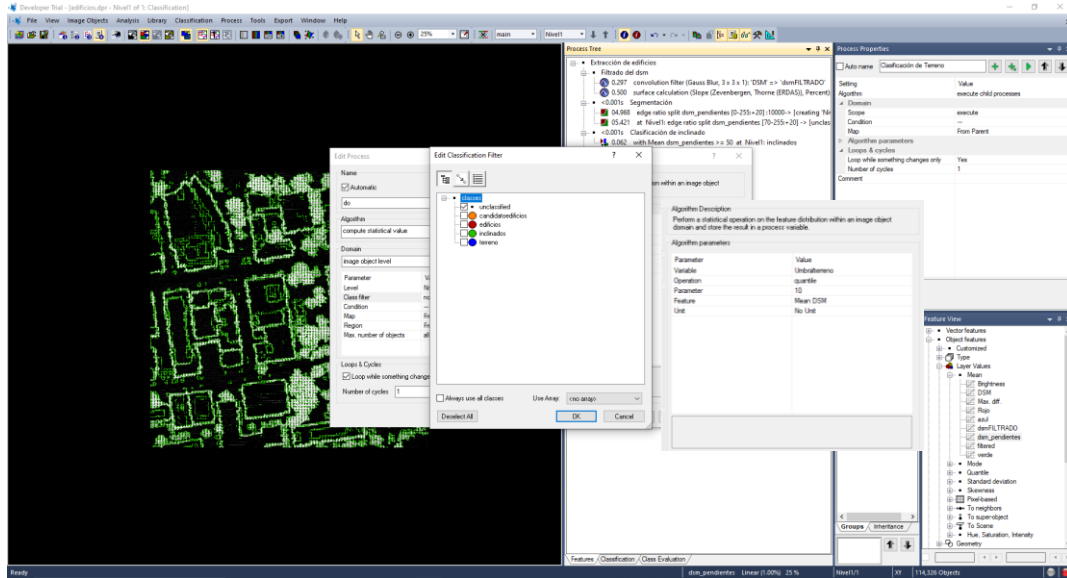 Developer Trial - [edificios.dpr - Nivel1 of 1: Classification]
File View Image Objects Analysis Library Classification Process Tools Export Window Help
25% main Nivel1
Process Tree
Extracción de edificios
Filtrado del dsm
0.297 convolution filter (Gauss Blur, 3 x 3 x 1): 'DSM' => 'dsmFILTRADO'
0.500 surface calculation (Slope (Zevenbergen, Thorne (ERDAS)), Percent)
<0.001s Segmentación
04.968 edge ratio split dsm_pendientes [0-255:+20] :10000-> [creating 'Niv
05.421 at Nivel1: edge ratio split dsm_pendientes [70-255:+20] -> [unclas
<0.001s Clasificación de inclinado
0.062 with Mean dsm_pendientes >= 50 at Nivel1: inclinados
Process Properties
Auto name Clasificación de Terreno
Setting Value
Algorithm execute child processes
Domain
Scope execute
Condition ---
Map From Parent
Algorithm parameters
Loops & cycles
Loop while something changes only Yes
Number of cycles 1
Comment
Edit Process
Name
Automatic
do
Algorithm
compute statistical value
Domain
image object level
Parameter
Level
Class filter
Condition
Map
Region
Max. number of objects
Loops & Cycles
Loop while something change
Number of cycles 1
Edit Classification Filter
classes
unclassified
candidatoedificios
edificios
inclinados
terreno
Always use all classes Use Array: <no array>
Deselect All OK Cancel
on within an image object
Algorithm Description
Perform a statistical operation on the feature distribution within an image object
domain and store the result in a process variable.
Algorithm parameters
Parameter Value
Variable Umbralterreno
Operation quantile
Parameter 10
Feature Mean DSM
Unit No Unit
Feature View
Vector features
Object features
Customized
Type
Layer Values
Mean
Brightness
DSM
Max. diff.
Rojo
azul
dsmFILTRADO
dsm_pendientes
filtered
verde
Mode
Quantile
Standard deviation
Skewness
Pixel-based
To neighbors
To super-object
To Scene
Hue, Saturation, Intensity
Geometry
Groups Inheritance
Features Classification Class Evaluation
Ready dsm_pendientes Linear (1.00%) 25 % Nivel1/1 XY 114,326 Objects